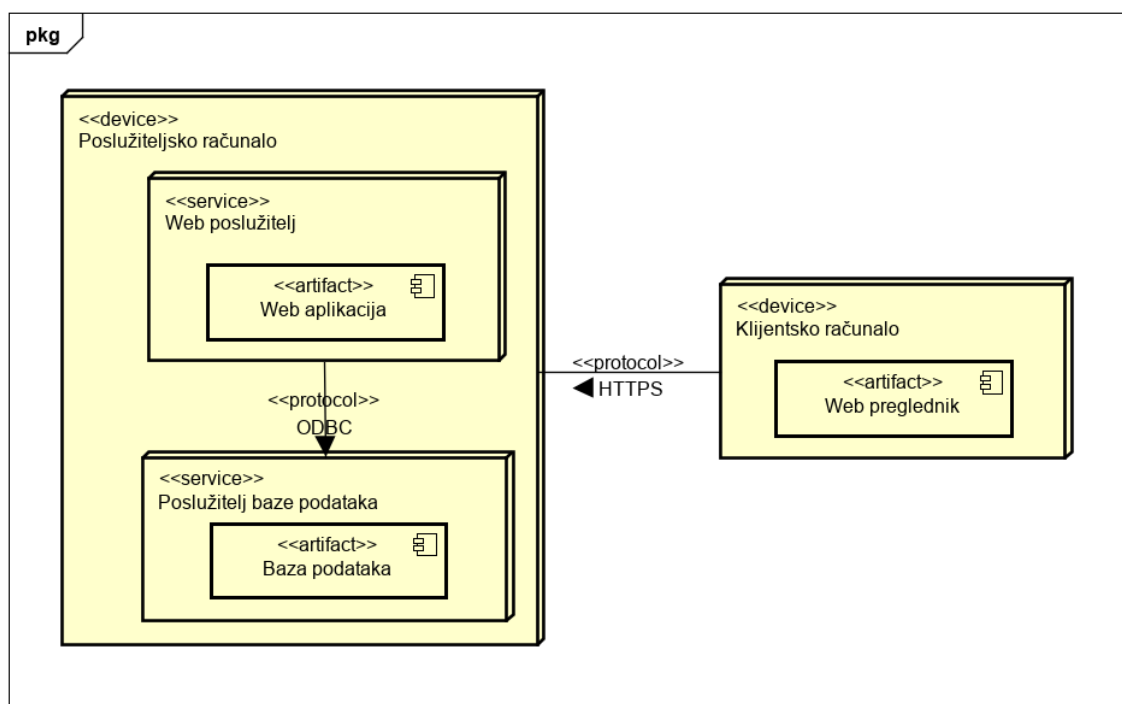 pkg
<<device>>
Poslužiteljsko računalo
<<service>>
Web poslužitelj
<<artifact>>
Web aplikacija
<<protocol>>
ODBC
<<service>>
Poslužitelj baze podataka
<<artifact>>
Baza podataka
<<protocol>>
HTTPS
<<device>>
Klijentsko računalo
<<artifact>>
Web preglednik